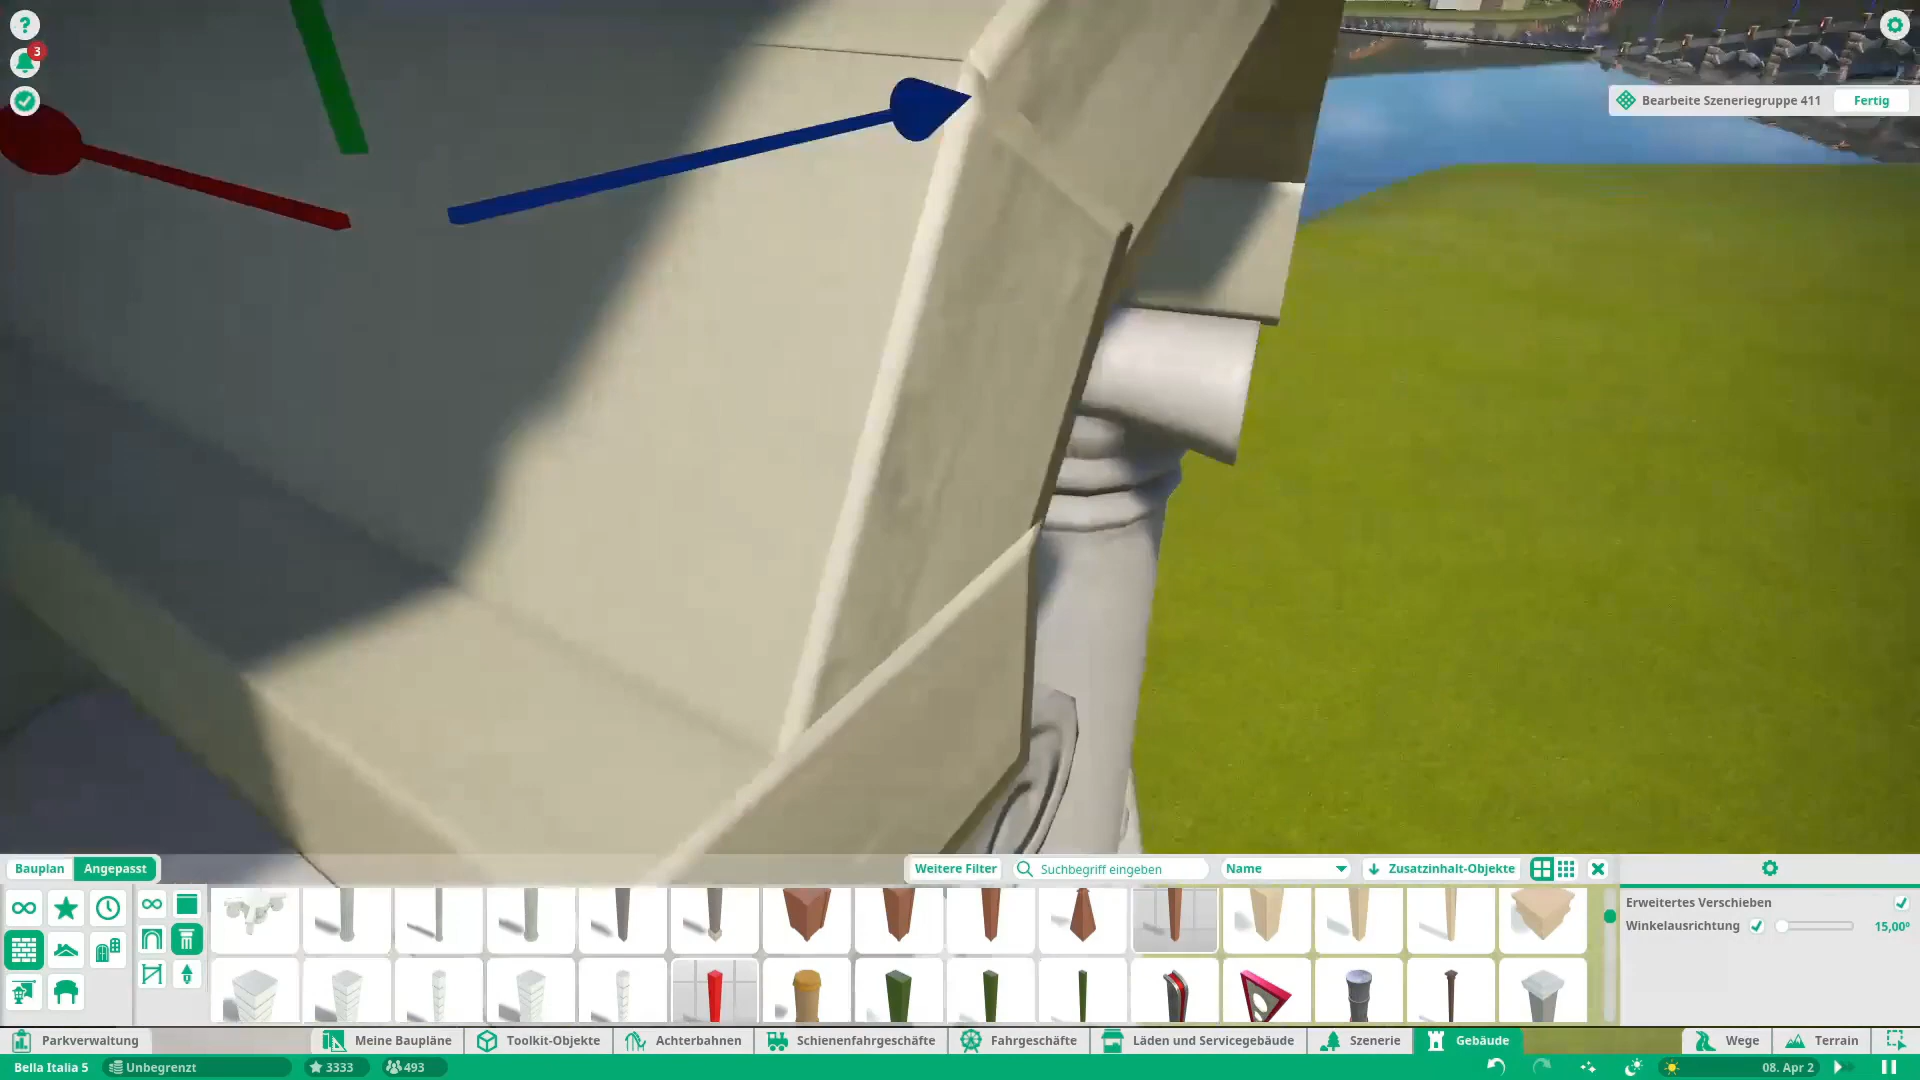 ?
3
Bearbeite Szeneriegruppe 411
Fertig
Bauplan
Angepasst
Weitere Filter
Suchbegriff eingeben
Name
Zusatzinhalt-Objekte
Erweitertes Verschieben
Winkelausrichtung
15,00°
Parkverwaltung
Meine Baupläne
Toolkit-Objekte
Achterbahnen
Schienenfahrgeschäfte
Fahrgeschäfte
Läden und Servicegebäude
Szenerie
Gebäude
Wege
Terrain
Bella Italia 5
Unbegrenzt
3333
493
08. Apr 2